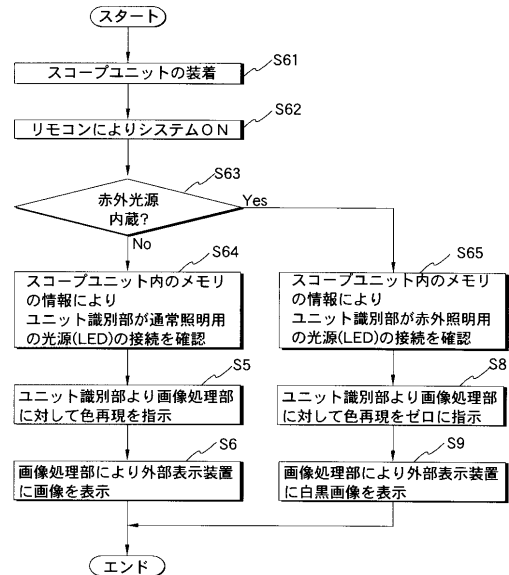 スタート
S61
スコープユニットの装着
S62
リモコンによりシステムON
S63
赤外光源
内蔵?
Yes
No
S64
スコープユニット内のメモリ
の情報により
ユニット識別部が通常照明用
の光源(LED)の接続を確認
S65
スコープユニット内のメモリ
の情報により
ユニット識別部が赤外照明用
の光源(LED)の接続を確認
S5
ユニット識別部より画像処理部
に対して色再現を指示
S8
ユニット識別部より画像処理部
に対して色再現をゼロに指示
S6
画像処理部により外部表示装置
に画像を表示
S9
画像処理部により外部表示装置
に白黒画像を表示
エンド